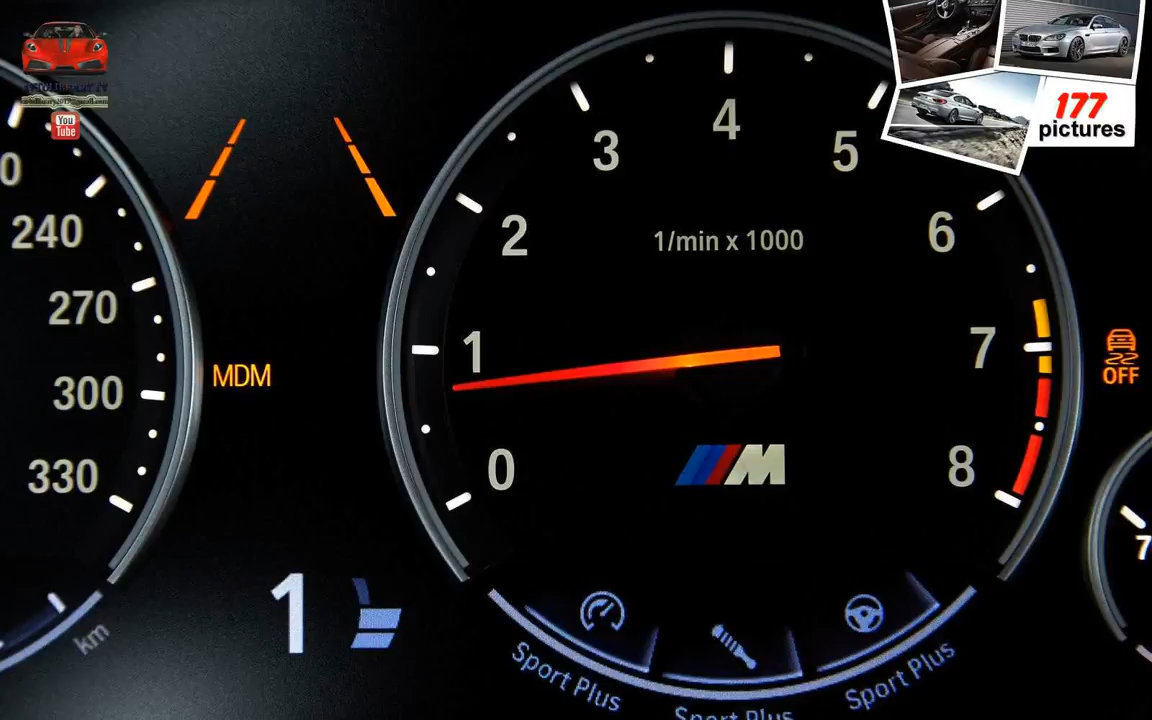 You
Tube
177
pictures
240
270
300
330
km
MDM
1
0
1
2
3
4
5
6
7
8
1/min x 1000
M
OFF
7
Sport Plus
Sport Plus
Sport Plus